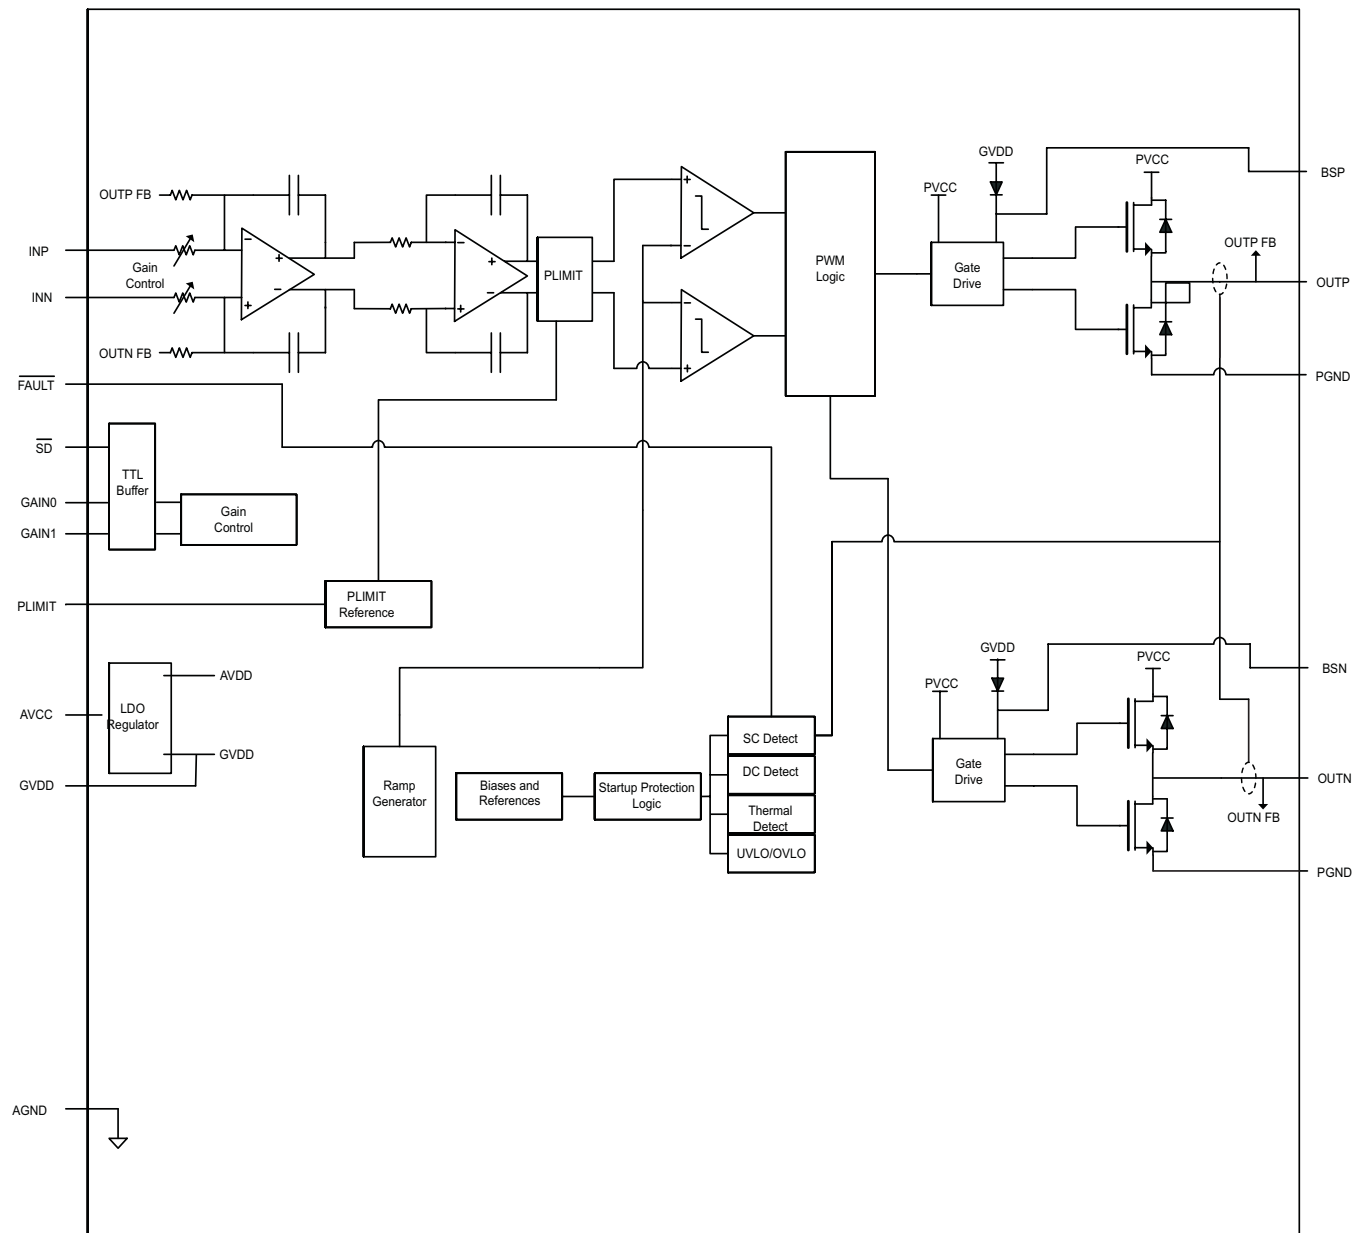 GVDD
PVCC
BSP
PVCC
OUTP FB
OUTP FB
INP
Gain
Control
INN
OUTN FB
PLIMIT
PWM
Logic
Gate
Drive
OUTP
PGND
FAULT
SD
TTL
Buffer
GAIN0
GAIN1
Gain
Control
PLIMIT
PLIMIT
Reference
AVDD
LDO
Regulator
AVCC
GVDD
GVDD
Ramp
Generator
Biases and
References
Startup Protection
Logic
SC Detect
DC Detect
Thermal
Detect
UVLO/OVLO
GVDD
PVCC
BSN
PVCC
Gate
Drive
OUTN
OUTN FB
PGND
AGND